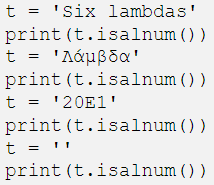 t = 'Six lambdas'
print(t.isalnum())
t = 'Λάμβδα'
print(t.isalnum())
t = '20E1'
print(t.isalnum())
t = ''
print(t.isalnum())